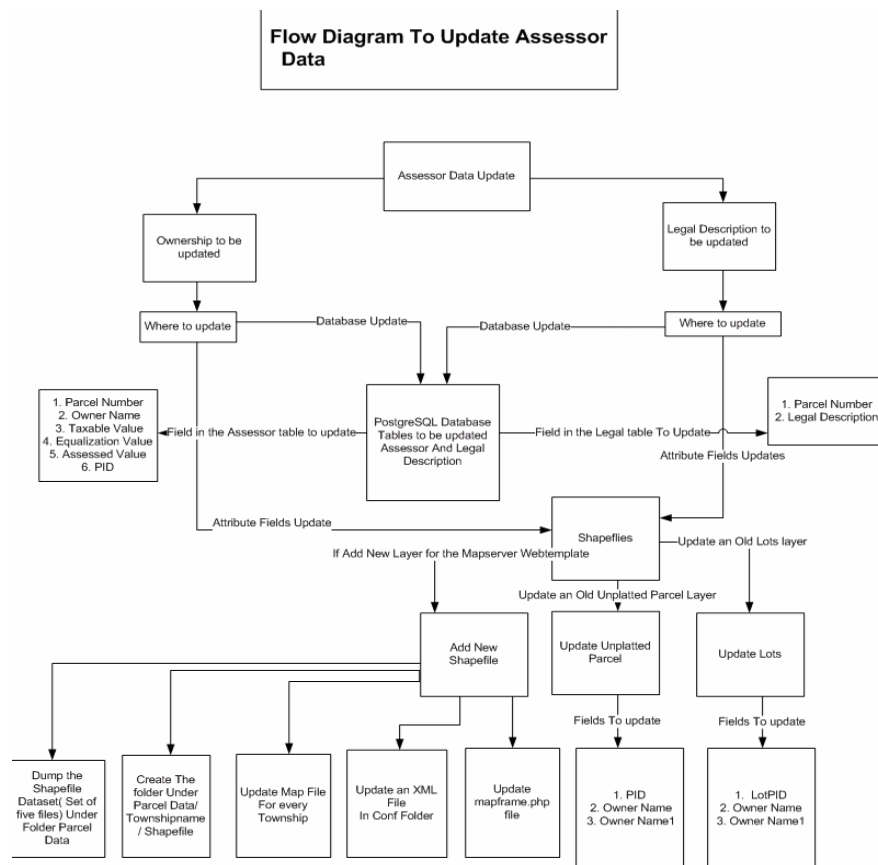 Flow Diagram To Update Assessor
Data
Assessor Data Update
Ownership to be
updated
Legal Description to
be updated
Where to update
Database Update
Database Update
Where to update
1. Parcel Number
2. Owner Name
3. Taxable Value
4. Equalization Value
5. Assessed Value
6. PID
Field in the Assessor table to update
PostgreSQL Database
Tables to be updated
Assessor And Legal
Description
Field in the Legal table To Update
1. Parcel Number
2. Legal Description
Attribute Fields Updates
Attribute Fields Update
Shapeflies
Update an Old Lots layer
If Add New Layer for the Mapserver Webtemplate
Update an Old Unplatted Parcel Layer
Add New
Shapefile
Update Unplatted
Parcel
Update Lots
Fields To update
Fields To update
Dump the
Shapefile
Dataset( Set of
five files) Under
Folder Parcel
Data
Create The
folder Under
Parcel Data/
Townshipname
/ Shapefile
Update Map File
For every
Township
Update an XML
File
In Conf Folder
Update
mapframe.php
file
1. PID
2. Owner Name
3. Owner Name1
1. LotPID
2. Owner Name
3. Owner Name1